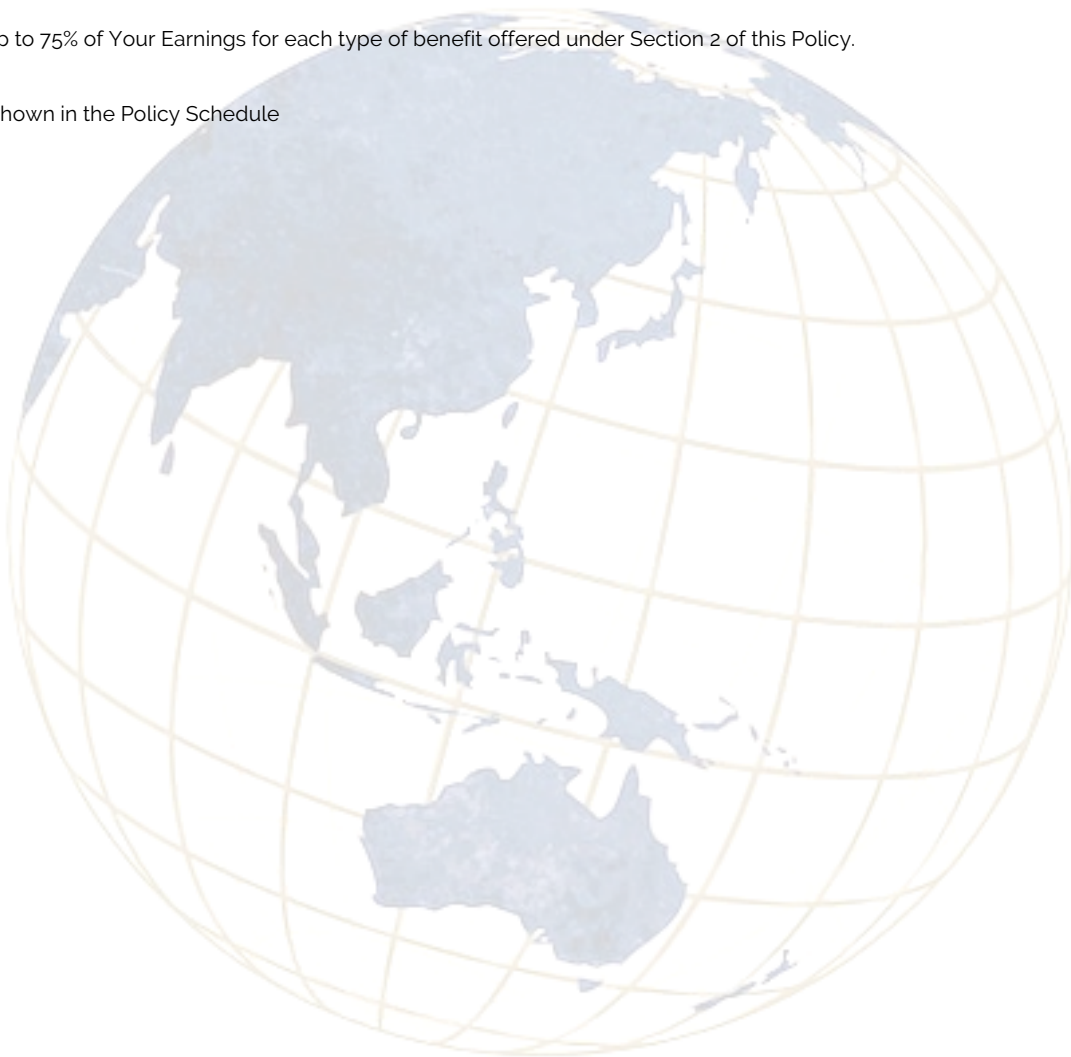 to 75% of Your Earnings for each type of benefit offered under Section 2 of this Policy.
hown in the Policy Schedule